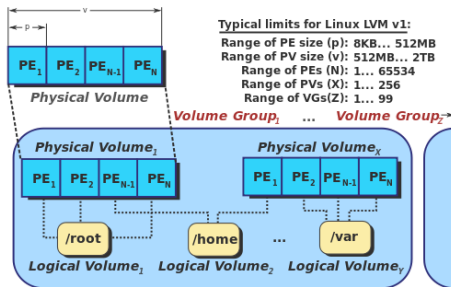 v
p
PE1 PE2 PEN-1 PEN
Physical Volume
Typical limits for Linux LVM v1:
Range of PE size (p): 8KB... 512MB
Range of PV size (v): 512MB... 2TB
Range of PEs (N): 1... 65534
Range of PVs (X): 1... 256
Range of VGs(Z): 1... 99
Volume Group1 ... Volume GroupZ
Physical Volume1 Physical VolumeX
PE1 PE2 PEN-1 PEN PE1 PE2 PEN-1 PEN
/root /home ... /var
Logical Volume1 Logical Volume2 Logical VolumeY